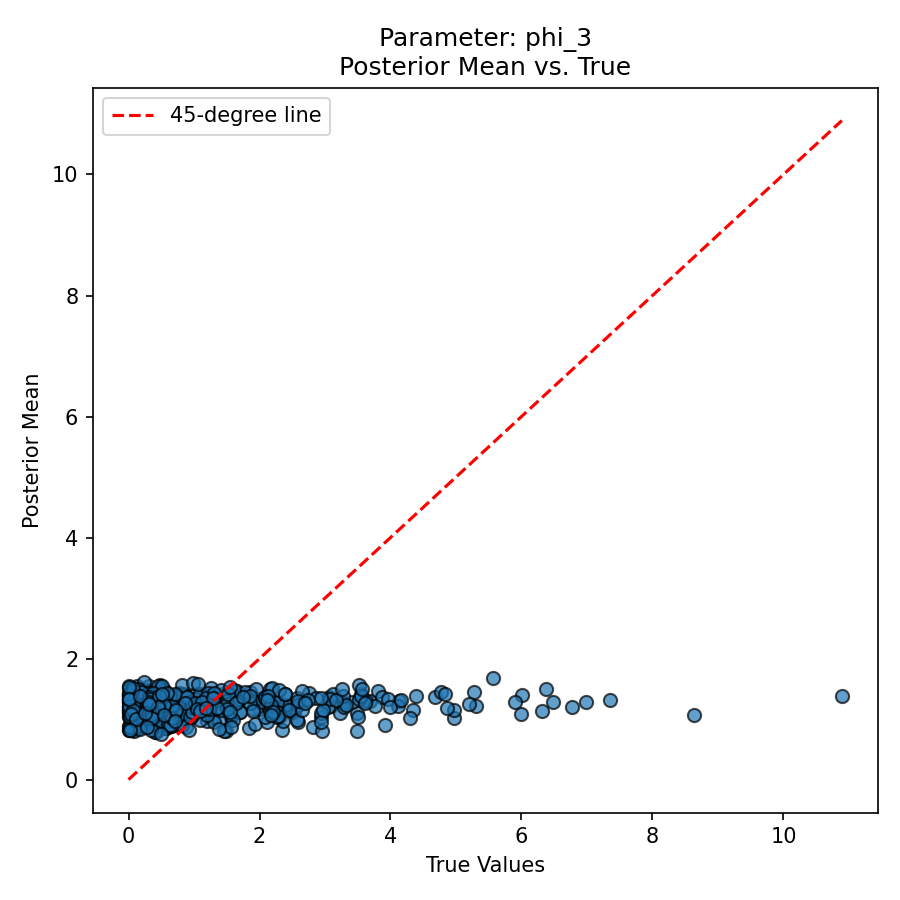 Parameter: phi_3
Posterior Mean vs. True
45-degree line
10
8
6
4
2
0
Posterior Mean
0 2 4 6 8 10
True Values